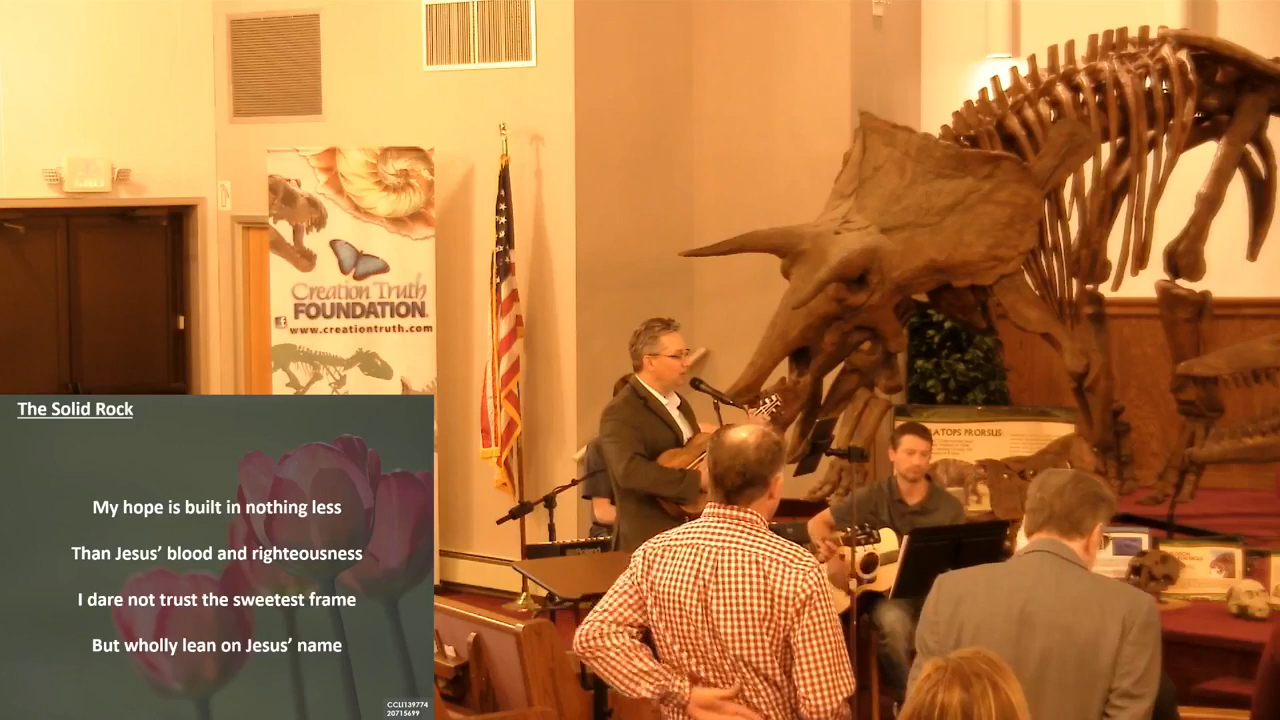 Creation Truth
FOUNDATION
www.creationtruth.com
The Solid Rock
My hope is built in nothing less
Than Jesus’ blood and righteousness
I dare not trust the sweetest frame
But wholly lean on Jesus’ name
CCLI139774
20715699
ATOPS PRORSUS